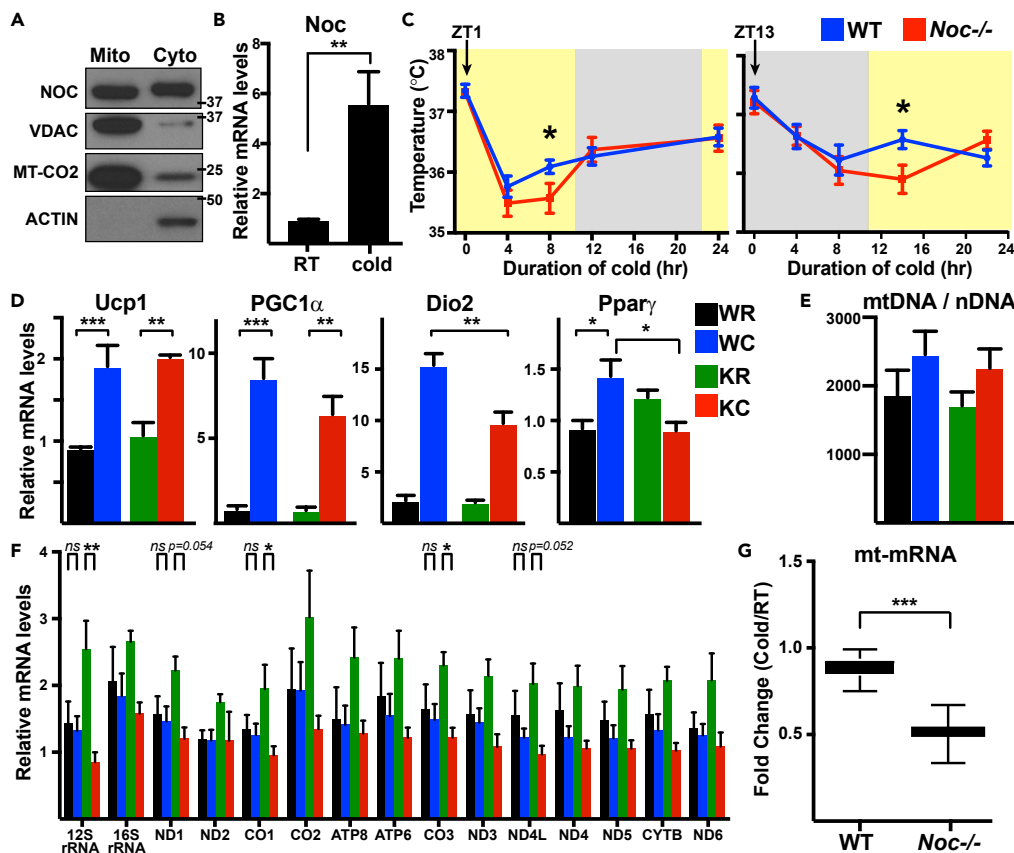 A
Mito Cyto
NOC
37
VDAC
37
MT-CO2
25
ACTIN
50
B
Noc
**
Relative mRNA levels
8
6
4
2
0
RT cold
C
WT Noc-/-
ZT1
*
Temperature (°C)
37
36
35
0 4 8 12 16 20 24
Duration of cold (hr)
ZT13
*
0 4 8 12 16 20 24
Duration of cold (hr)
D
Relative mRNA levels
Ucp1
*** **
2
1
PGC1α
*** **
10
5
Dio2
**
15
10
5
Pparγ
* *
1.5
1.0
0.5
WR
WC
KR
KC
E
mtDNA / nDNA
3000
2000
1000
F
Relative mRNA levels
4
3
2
1
ns ** ns p=0.054 ns * ns * ns p=0.052
12S rRNA 16S rRNA ND1 ND2 CO1 CO2 ATP8 ATP6 CO3 ND3 ND4L ND4 ND5 CYTB ND6
G
mt-mRNA
***
Fold Change (Cold/RT)
1.5
1.0
0.5
0
WT Noc-/-